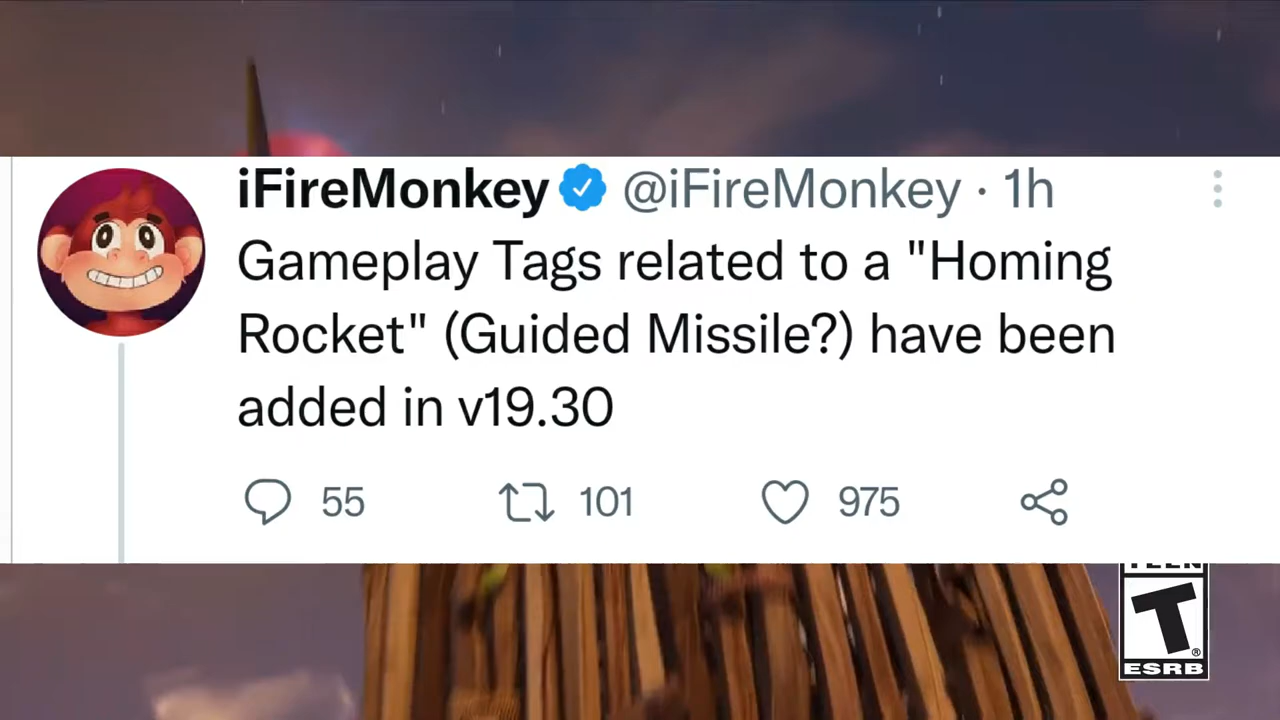 iFireMonkey @iFireMonkey · 1h
Gameplay Tags related to a "Homing
Rocket" (Guided Missile?) have been
added in v19.30
55 101 975
TEEN
T
ESRB